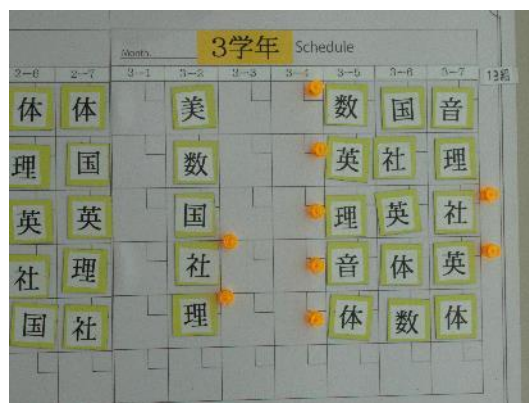 Month. 3学年 Schedule
2-6 2-7 3-1 3-2 3-3 3-4 3-5 3-6 3-7
体 体 美 数 国 音
理 国 数 英 社 理
英 英 国 理 英 社
社 理 社 音 体 英
国 社 理 体 数 体